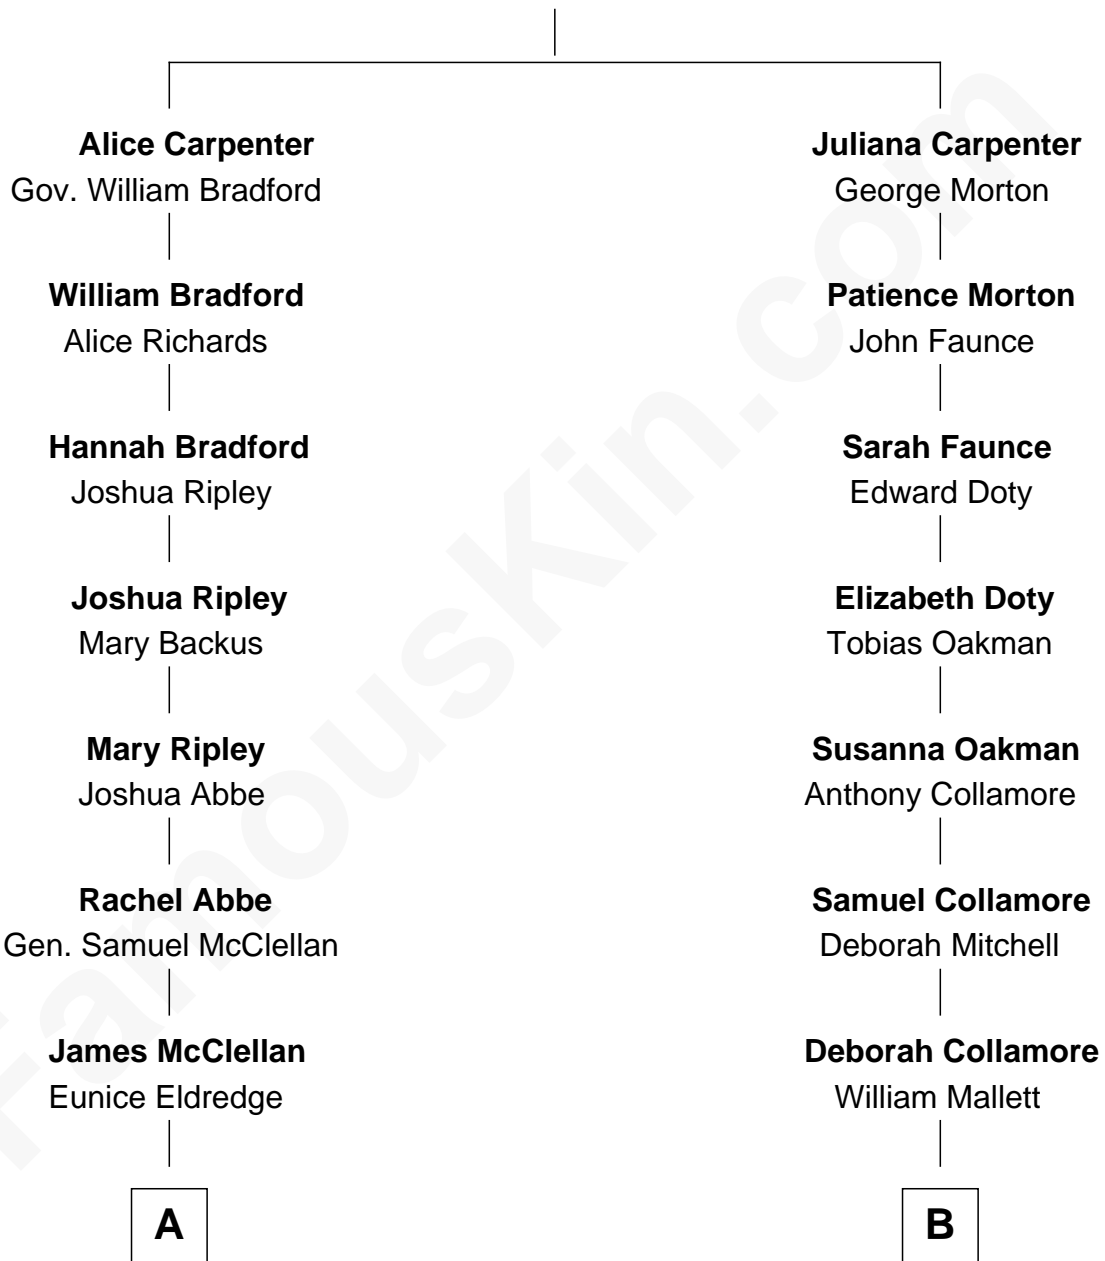 Alice Carpenter
Gov. William Bradford
William Bradford
Alice Richards
Hannah Bradford
Joshua Ripley
Joshua Ripley
Mary Backus
Mary Ripley
Joshua Abbe
Rachel Abbe
Gen. Samuel McClellan
James McClellan
Eunice Eldredge
A
Juliana Carpenter
George Morton
Patience Morton
John Faunce
Sarah Faunce
Edward Doty
Elizabeth Doty
Tobias Oakman
Susanna Oakman
Anthony Collamore
Samuel Collamore
Deborah Mitchell
Deborah Collamore
William Mallett
B
FamousKin.com